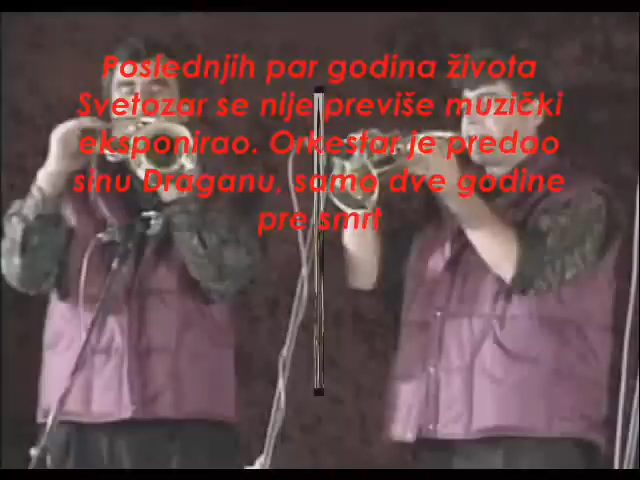 Poslednjih par godina života
Svetozar se nije previše muzički
eksponirao. Orkestar je predao
sinu Draganu, samo dve godine
pre smrt